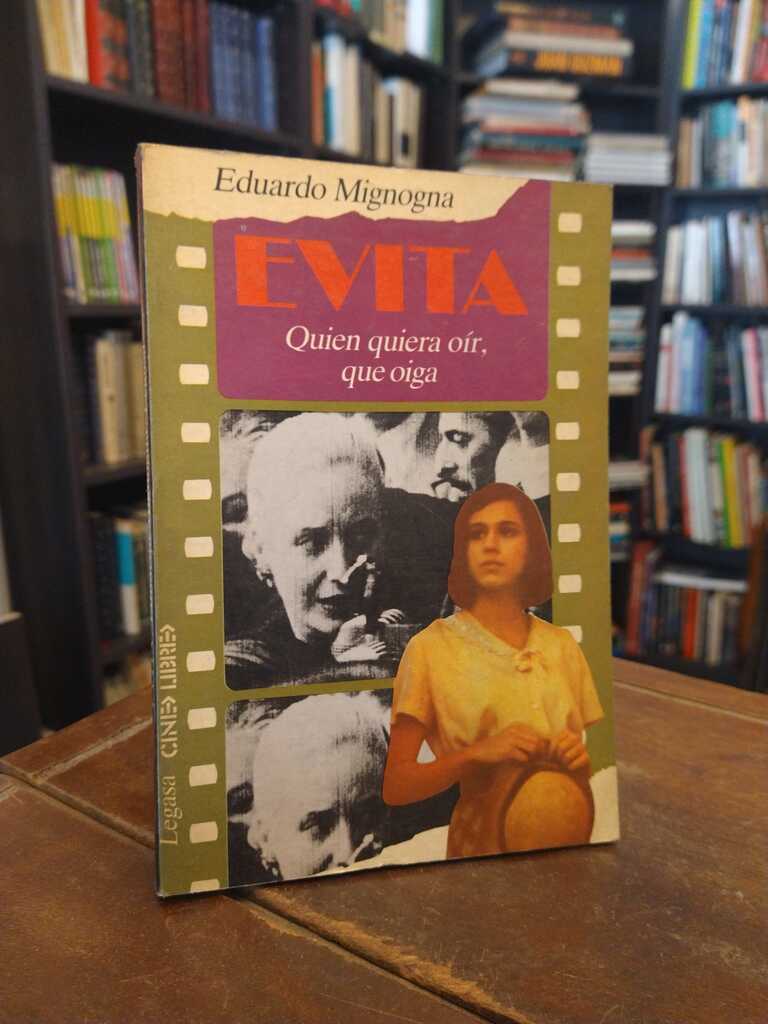 Eduardo Mignogna
EVITA
Quien quiera oír,
que oiga
Legasa CINE LIBRE